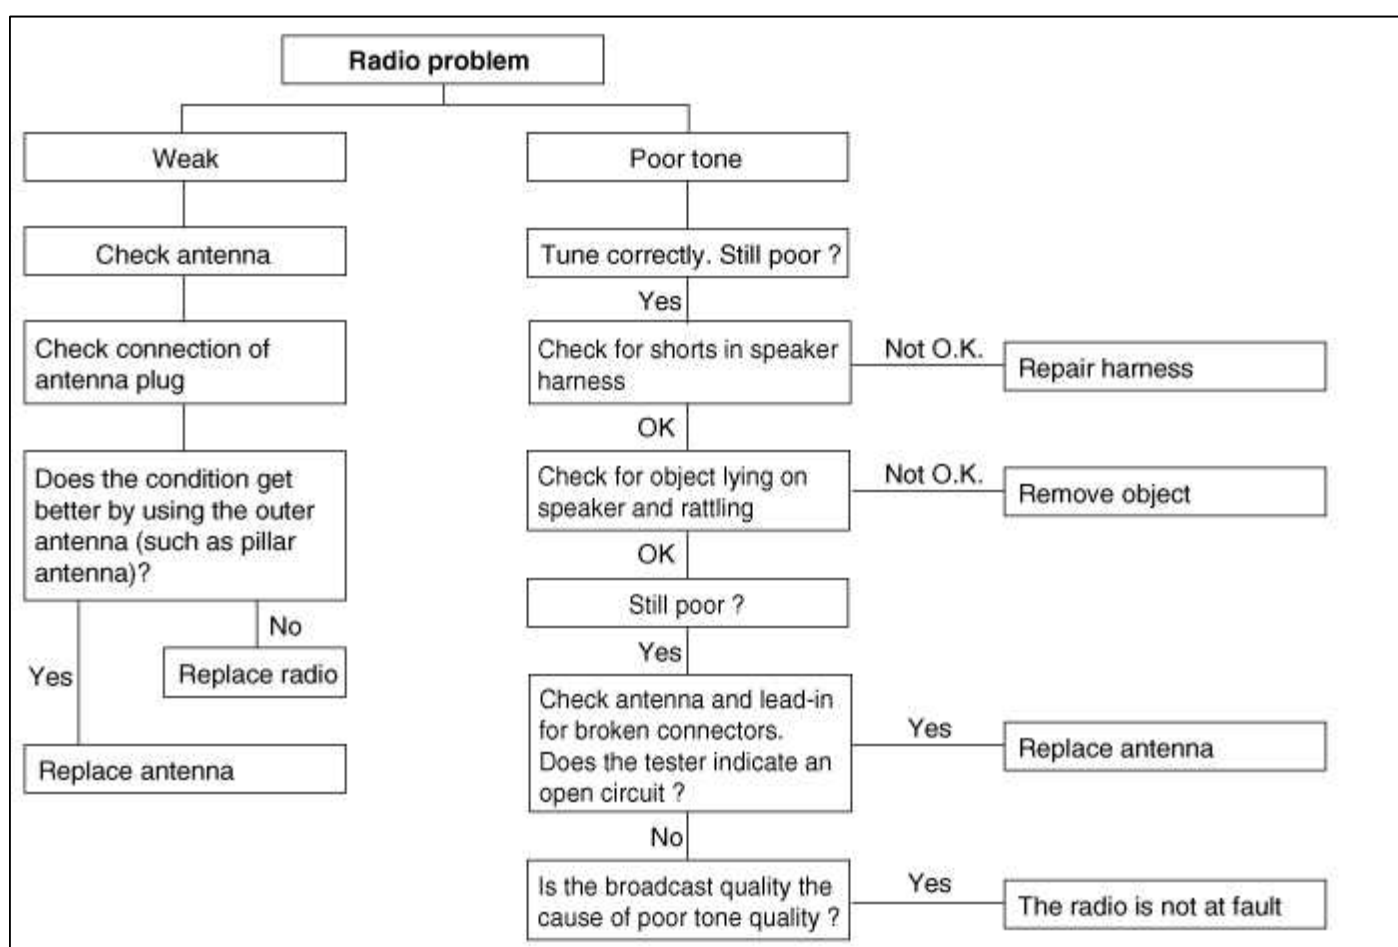 Radio problem
Weak
Poor tone
Check antenna
Tune correctly. Still poor ?
Yes
Check connection of
antenna plug
Check for shorts in speaker
harness
Not O.K.
Repair harness
OK
Does the condition get
better by using the outer
antenna (such as pillar
antenna)?
Check for object lying on
speaker and rattling
Not O.K.
Remove object
OK
Still poor ?
No
Replace radio
Yes
Yes
Replace antenna
Check antenna and lead-in
for broken connectors.
Does the tester indicate an
open circuit ?
Yes
Replace antenna
No
Is the broadcast quality the
cause of poor tone quality ?
Yes
The radio is not at fault